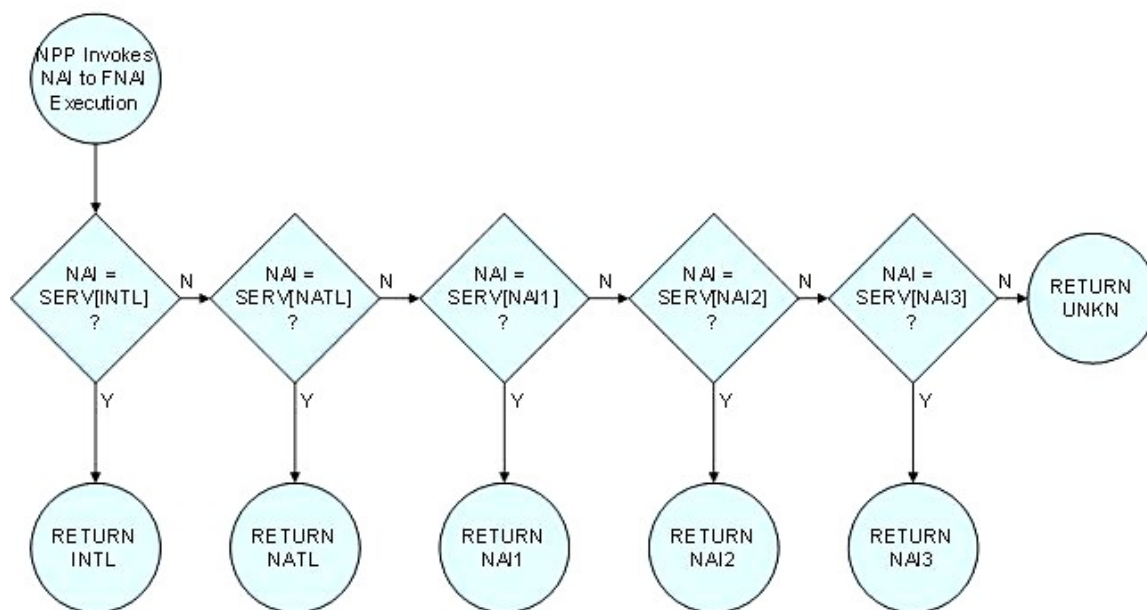 NPP Invokes
NAI to FNAI
Execution
NAI =
SERV[INTL]
?
N
Y
NAI =
SERV[NATL]
?
N
Y
NAI =
SERV[NAI1]
?
N
Y
NAI =
SERV[NAI2]
?
N
Y
NAI =
SERV[NAI3]
?
N
Y
RETURN
UNKN
RETURN
INTL
RETURN
NATL
RETURN
NAI1
RETURN
NAI2
RETURN
NAI3